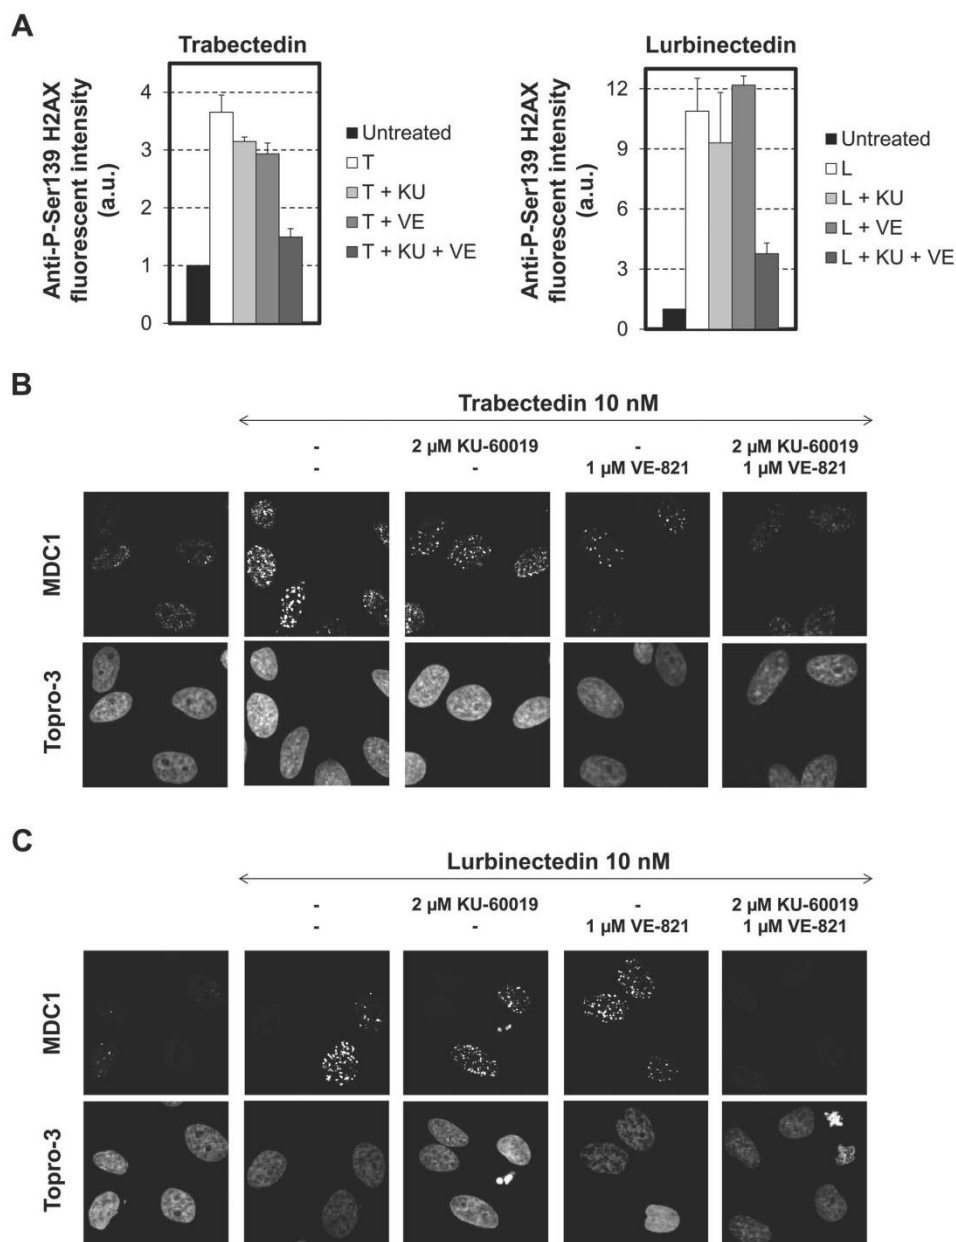 A
Trabectedin
Anti-P-Ser139 H2AX
fluorescent intensity
(a.u.)
4
3
2
1
0
Untreated
T
T + KU
T + VE
T + KU + VE
Lurbinectedin
Anti-P-Ser139 H2AX
fluorescent intensity
(a.u.)
12
9
6
3
0
Untreated
L
L + KU
L + VE
L + KU + VE
B
Trabectedin 10 nM
- 2 µM KU-60019 - 2 µM KU-60019
- - 1 µM VE-821 1 µM VE-821
MDC1
Topro-3
C
Lurbinectedin 10 nM
- 2 µM KU-60019 - 2 µM KU-60019
- - 1 µM VE-821 1 µM VE-821
MDC1
Topro-3